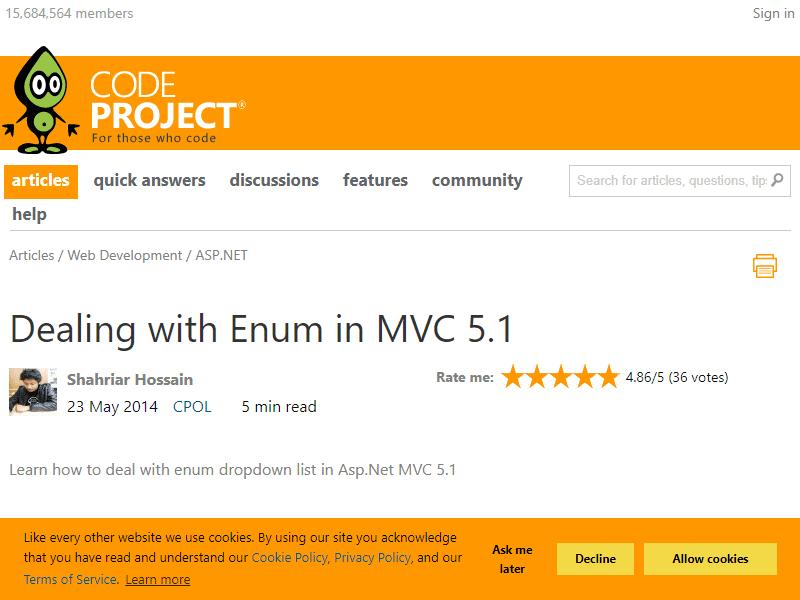 15,684,564 members
Sign in
CODE
PROJECT®
For those who code
articles quick answers discussions features community
Search for articles, questions, tips
help
Articles / Web Development / ASP.NET
Dealing with Enum in MVC 5.1
Shahriar Hossain
Rate me: 4.86/5 (36 votes)
23 May 2014 CPOL 5 min read
Learn how to deal with enum dropdown list in Asp.Net MVC 5.1
Like every other website we use cookies. By using our site you acknowledge
that you have read and understand our Cookie Policy, Privacy Policy, and our
Terms of Service. Learn more
Ask me
later
Decline
Allow cookies